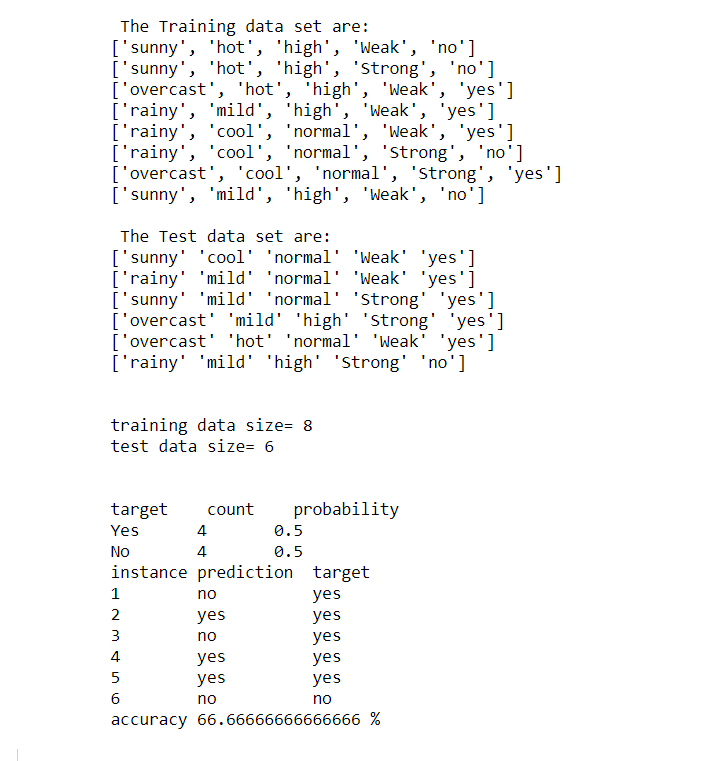 The Training data set are:
['sunny', 'hot', 'high', 'Weak', 'no']
['sunny', 'hot', 'high', 'Strong', 'no']
['overcast', 'hot', 'high', 'Weak', 'yes']
['rainy', 'mild', 'high', 'Weak', 'yes']
['rainy', 'cool', 'normal', 'Weak', 'yes']
['rainy', 'cool', 'normal', 'Strong', 'no']
['overcast', 'cool', 'normal', 'Strong', 'yes']
['sunny', 'mild', 'high', 'Weak', 'no']
The Test data set are:
['sunny' 'cool' 'normal' 'Weak' 'yes']
['rainy' 'mild' 'normal' 'Weak' 'yes']
['sunny' 'mild' 'normal' 'Strong' 'yes']
['overcast' 'mild' 'high' 'Strong' 'yes']
['overcast' 'hot' 'normal' 'Weak' 'yes']
['rainy' 'mild' 'high' 'Strong' 'no']
training data size= 8
test data size= 6
target count probability
Yes 4 0.5
No 4 0.5
instance prediction target
1 no yes
2 yes yes
3 no yes
4 yes yes
5 yes yes
6 no no
accuracy 66.66666666666666 %